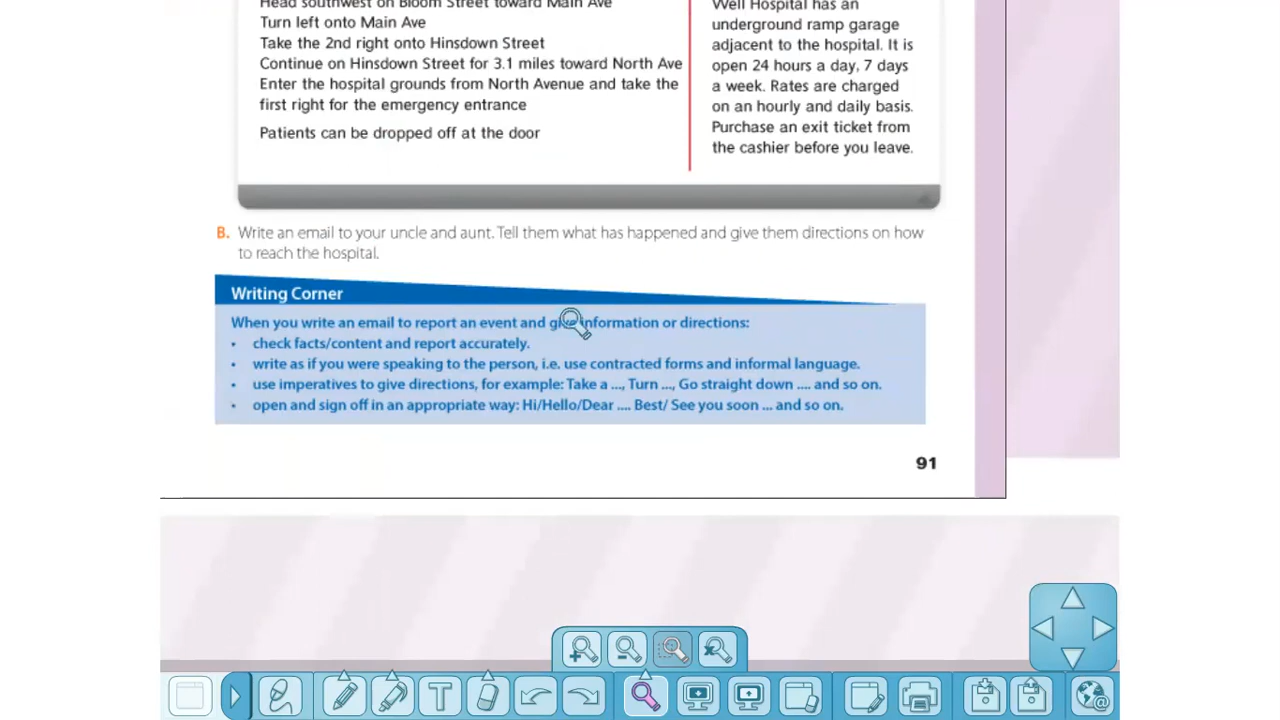 Head southwest on Bloom Street toward Main Ave
Turn left onto Main Ave
Take the 2nd right onto Hinsdown Street
Continue on Hinsdown Street for 3.1 miles toward North Ave
Enter the hospital grounds from North Avenue and take the
first right for the emergency entrance
Patients can be dropped off at the door
Well Hospital has an
underground ramp garage
adjacent to the hospital. It is
open 24 hours a day, 7 days
a week. Rates are charged
on an hourly and daily basis.
Purchase an exit ticket from
the cashier before you leave.
B. Write an email to your uncle and aunt. Tell them what has happened and give them directions on how
to reach the hospital.
Writing Corner
When you write an email to report an event and give information or directions:
• check facts/content and report accurately.
• write as if you were speaking to the person, i.e. use contracted forms and informal language.
• use imperatives to give directions, for example: Take a ..., Turn ..., Go straight down .... and so on.
• open and sign off in an appropriate way: Hi/Hello/Dear .... Best/ See you soon ... and so on.
91